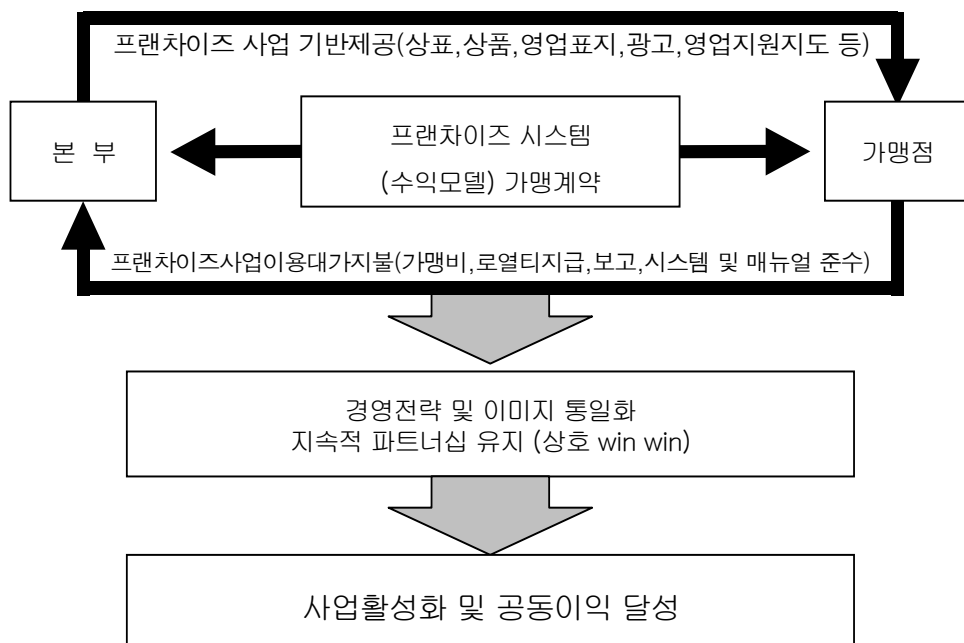 프랜차이즈 사업 기반제공(상표,상품,영업표지,광고,영업지원지도 등)
본 부
프랜차이즈 시스템
(수익모델) 가맹계약
가맹점
프랜차이즈사업이용대가지불(가맹비,로열티지급,보고,시스템 및 매뉴얼 준수)
경영전략 및 이미지 통일화
지속적 파트너십 유지 (상호 win win)
사업활성화 및 공동이익 달성